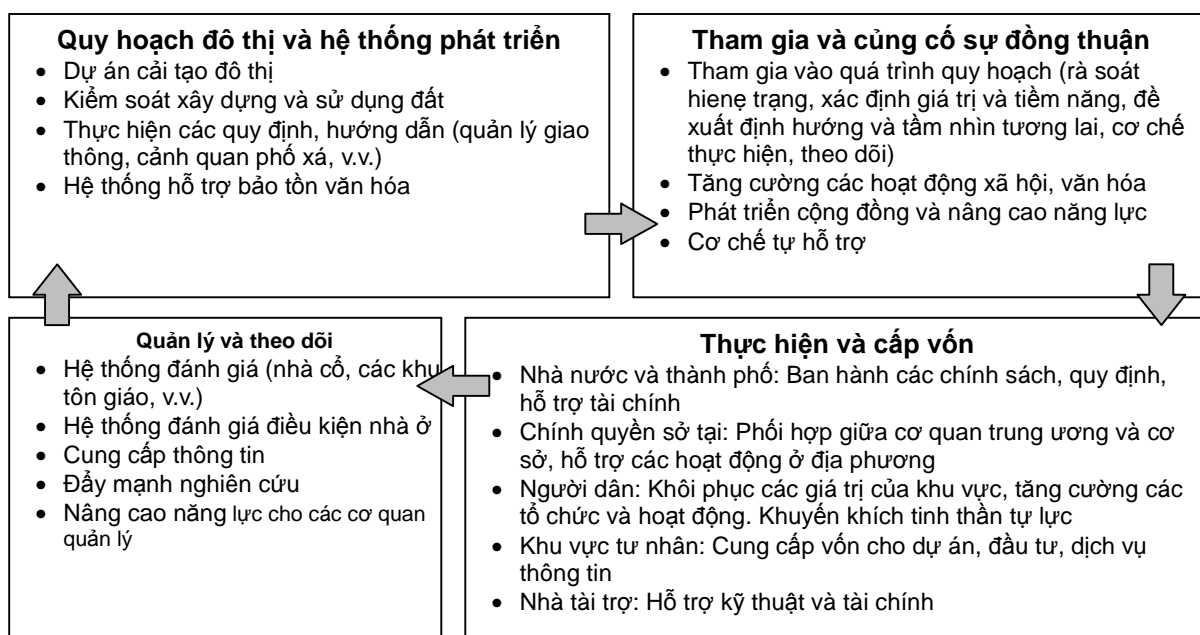 Quy hoạch đô thị và hệ thống phát triển
• Dự án cải tạo đô thị
• Kiểm soát xây dựng và sử dụng đất
• Thực hiện các quy định, hướng dẫn (quản lý giao
thông, cảnh quan phố xá, v.v.)
• Hệ thống hỗ trợ bảo tồn văn hóa
Tham gia và củng cố sự đồng thuận
• Tham gia vào quá trình quy hoạch (rà soát
hienẹ trạng, xác định giá trị và tiềm năng, đề
xuất định hướng và tầm nhìn tương lai, cơ chế
thực hiện, theo dõi)
• Tăng cường các hoạt động xã hội, văn hóa
• Phát triển cộng đồng và nâng cao năng lực
• Cơ chế tự hỗ trợ
Quản lý và theo dõi
• Hệ thống đánh giá (nhà cổ, các khu
tôn giáo, v.v.)
• Hệ thống đánh giá điều kiện nhà ở
• Cung cấp thông tin
• Đẩy mạnh nghiên cứu
• Nâng cao năng lực cho các cơ quan
quản lý
Thực hiện và cấp vốn
• Nhà nước và thành phố: Ban hành các chính sách, quy định,
hỗ trợ tài chính
• Chính quyền sở tại: Phối hợp giữa cơ quan trung ương và cơ
sở, hỗ trợ các hoạt động ở địa phương
• Người dân: Khôi phục các giá trị của khu vực, tăng cường các
tổ chức và hoạt động. Khuyến khích tinh thần tự lực
• Khu vực tư nhân: Cung cấp vốn cho dự án, đầu tư, dịch vụ
thông tin
• Nhà tài trợ: Hỗ trợ kỹ thuật và tài chính